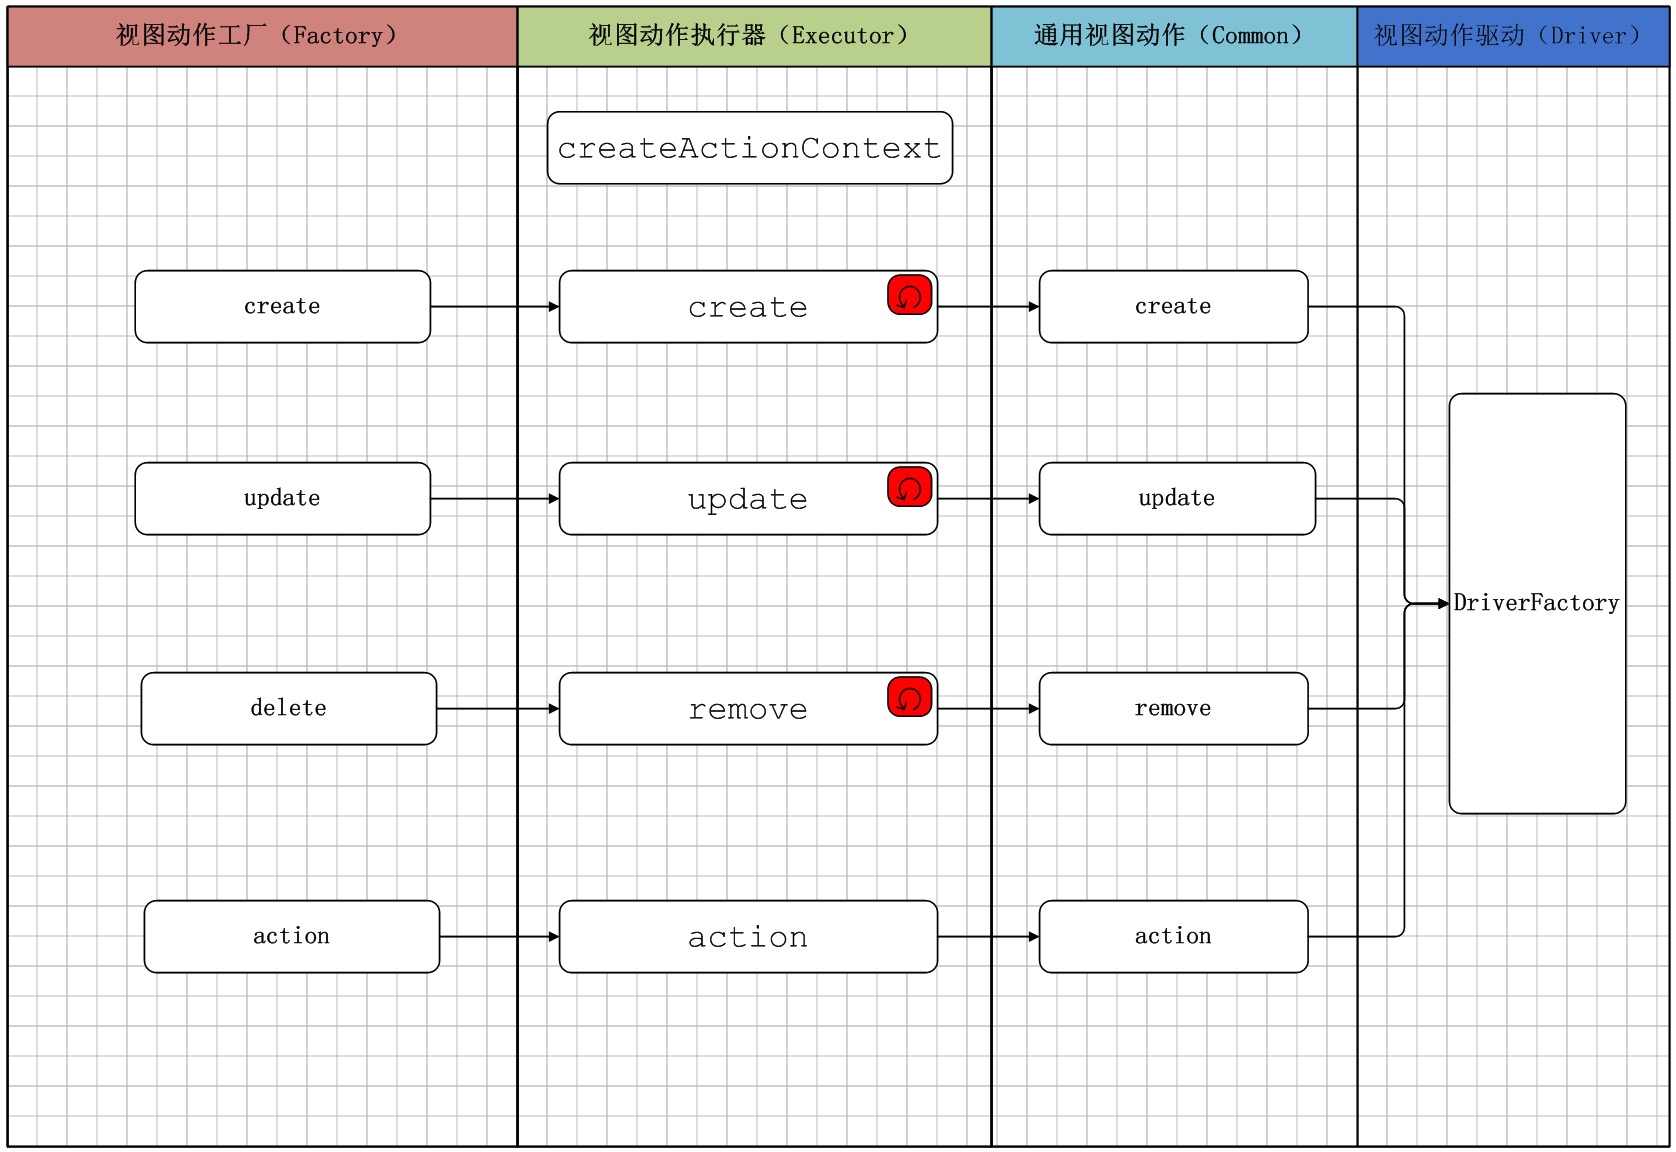 视图动作工厂（Factory）
视图动作执行器（Executor）
通用视图动作（Common）
视图动作驱动（Driver）
createActionContext
create
create
create
update
update
update
DriverFactory
delete
remove
remove
action
action
action